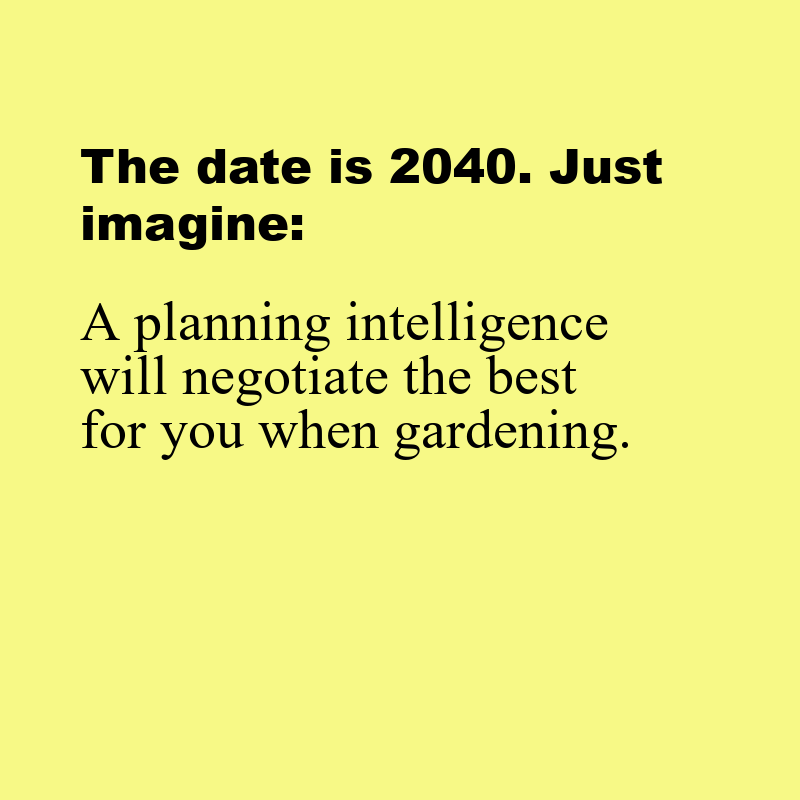 The date is 2040. Just
imagine:
A planning intelligence
will negotiate the best
for you when gardening.